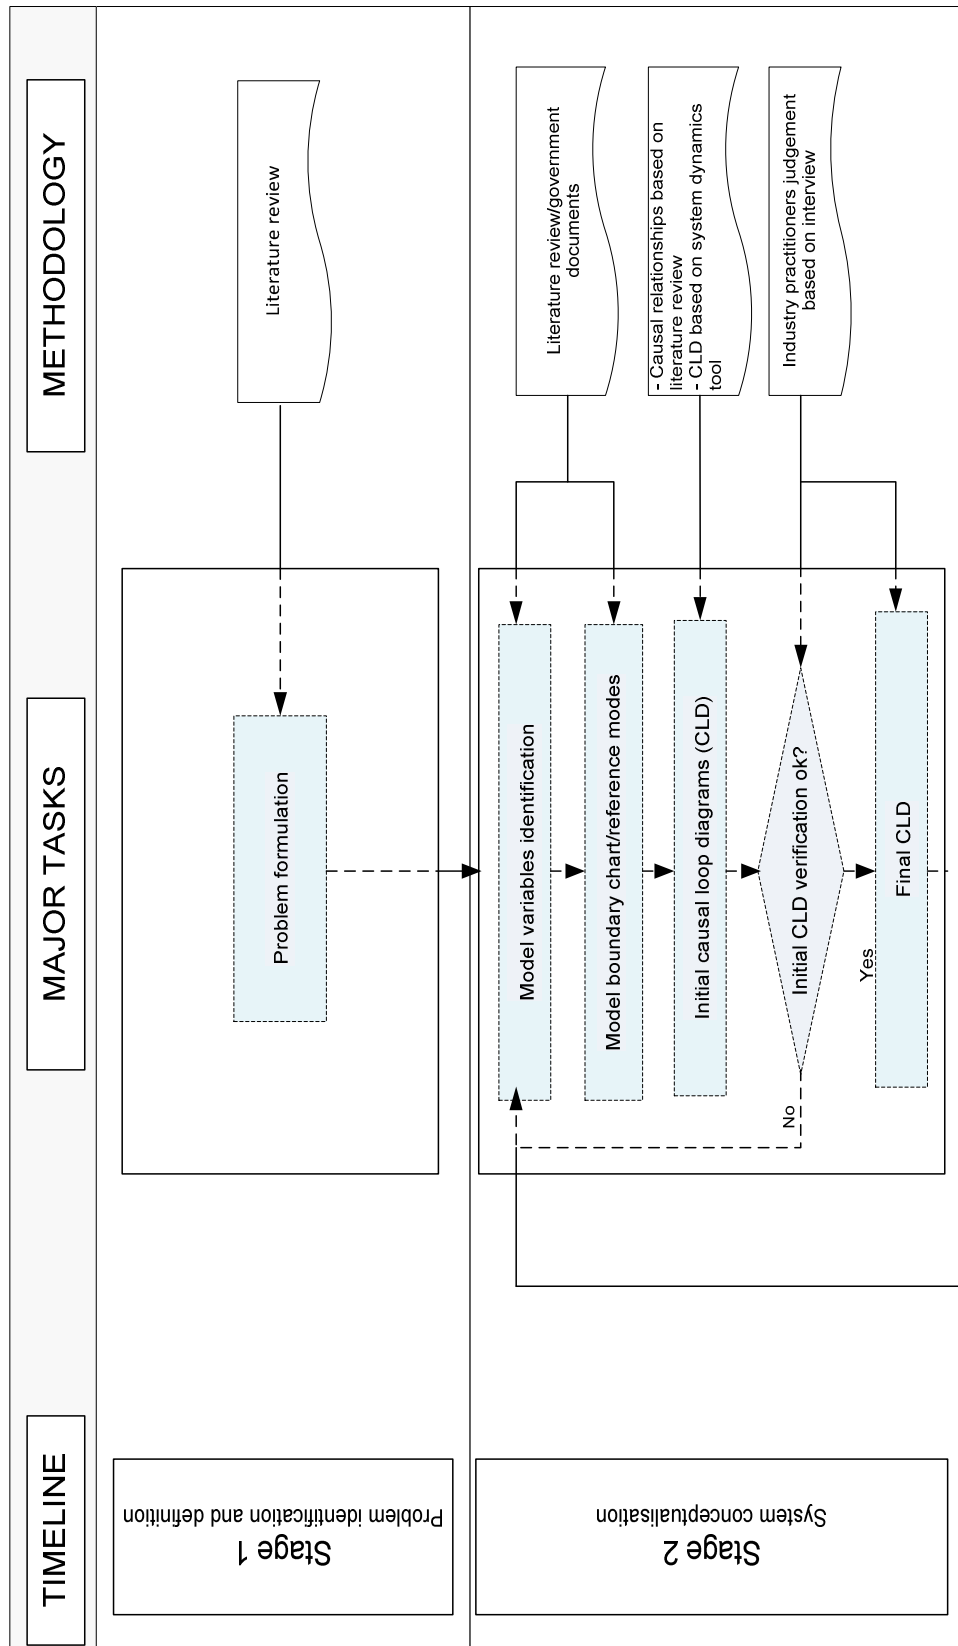 TIMELINE
MAJOR TASKS
METHODOLOGY
Stage 1
Problem identification and definition
Problem formulation
Literature review
Stage 2
System conceptualisation
Model variables identification
Model boundary chart/reference modes
Initial causal loop diagrams (CLD)
Initial CLD verification ok?
No
Yes
Final CLD
Literature review/government
documents
- Causal relationships based on
literature review
- CLD based on system dynamics
tool
Industry practitioners judgement
based on interview